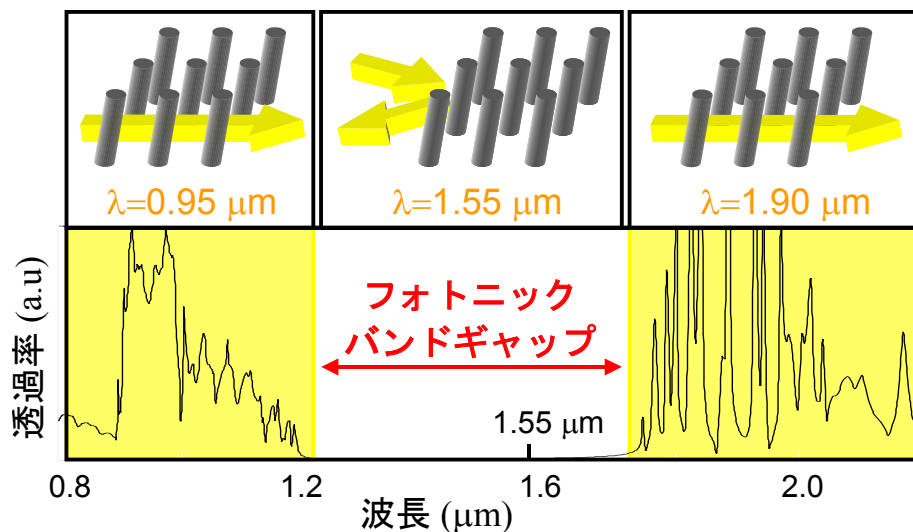 λ=0.95 μm
λ=1.55 μm
λ=1.90 μm
フォトニック
バンドギャップ
透過率 (a.u)
1.55 μm
0.8
1.2
1.6
2.0
波長 (μm)